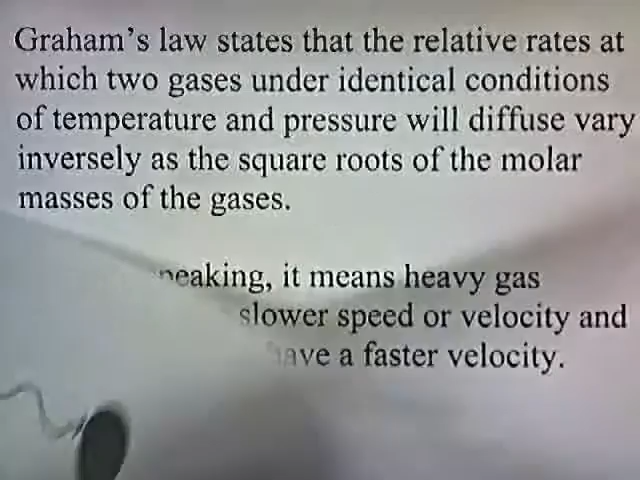 Graham's law states that the relative rates at
which two gases under identical conditions
of temperature and pressure will diffuse vary
inversely as the square roots of the molar
masses of the gases.
it means heavy gas
slower speed or velocity and
a faster velocity.